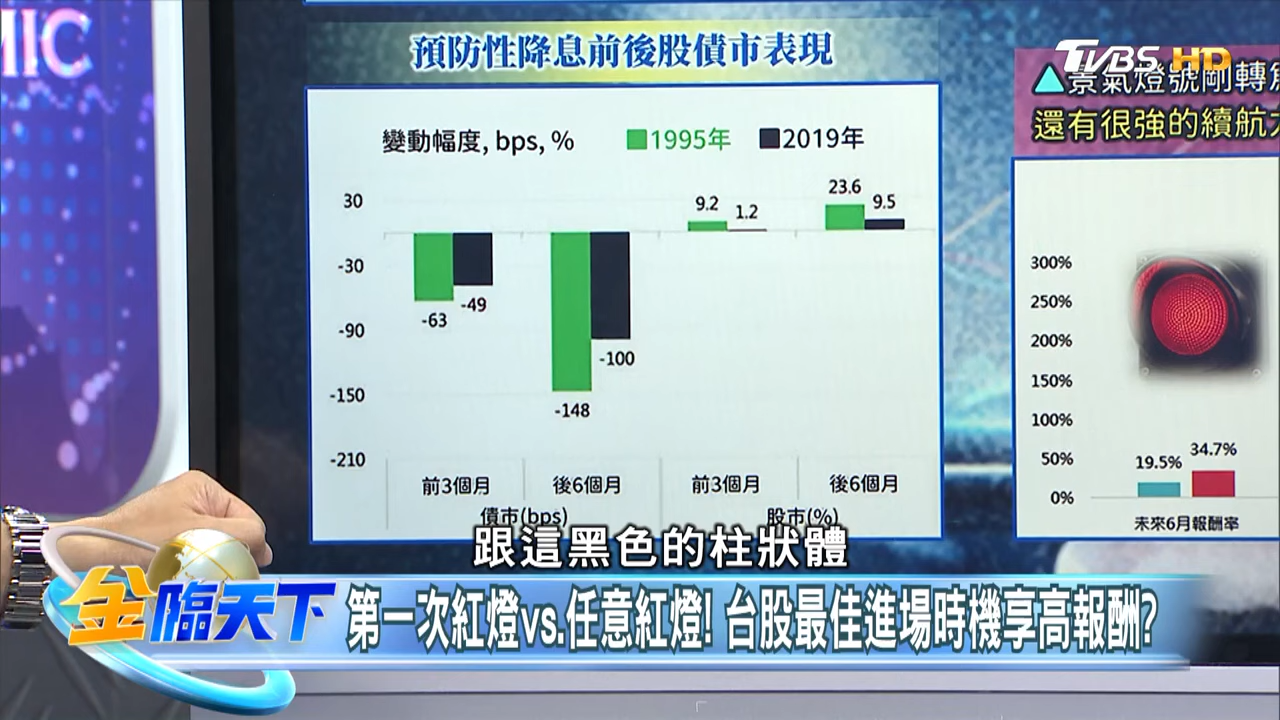 MIC
預防性降息前後股債市表現
TVBS HD
▲景氣燈號剛轉
還有很強的續航
變動幅度, bps, %
1995年
2019年
30
-30
-90
-150
-210
-63
-49
-148
-100
9.2
1.2
23.6
9.5
前3個月
後6個月
前3個月
後6個月
債市(bps)
股市(%)
300%
250%
200%
150%
100%
50%
0%
19.5%
34.7%
未來6月報酬率
跟這黑色的柱狀體
金臨天下
第一次紅燈vs.任意紅燈! 台股最佳進場時機享高報酬?